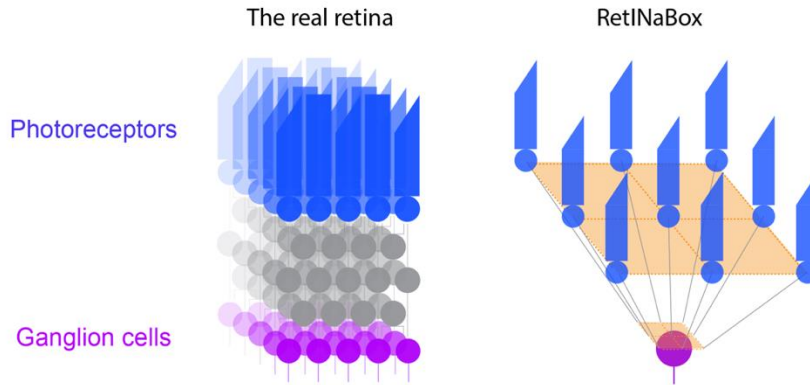 The real retina
RetINaBox
Photoreceptors
Ganglion cells